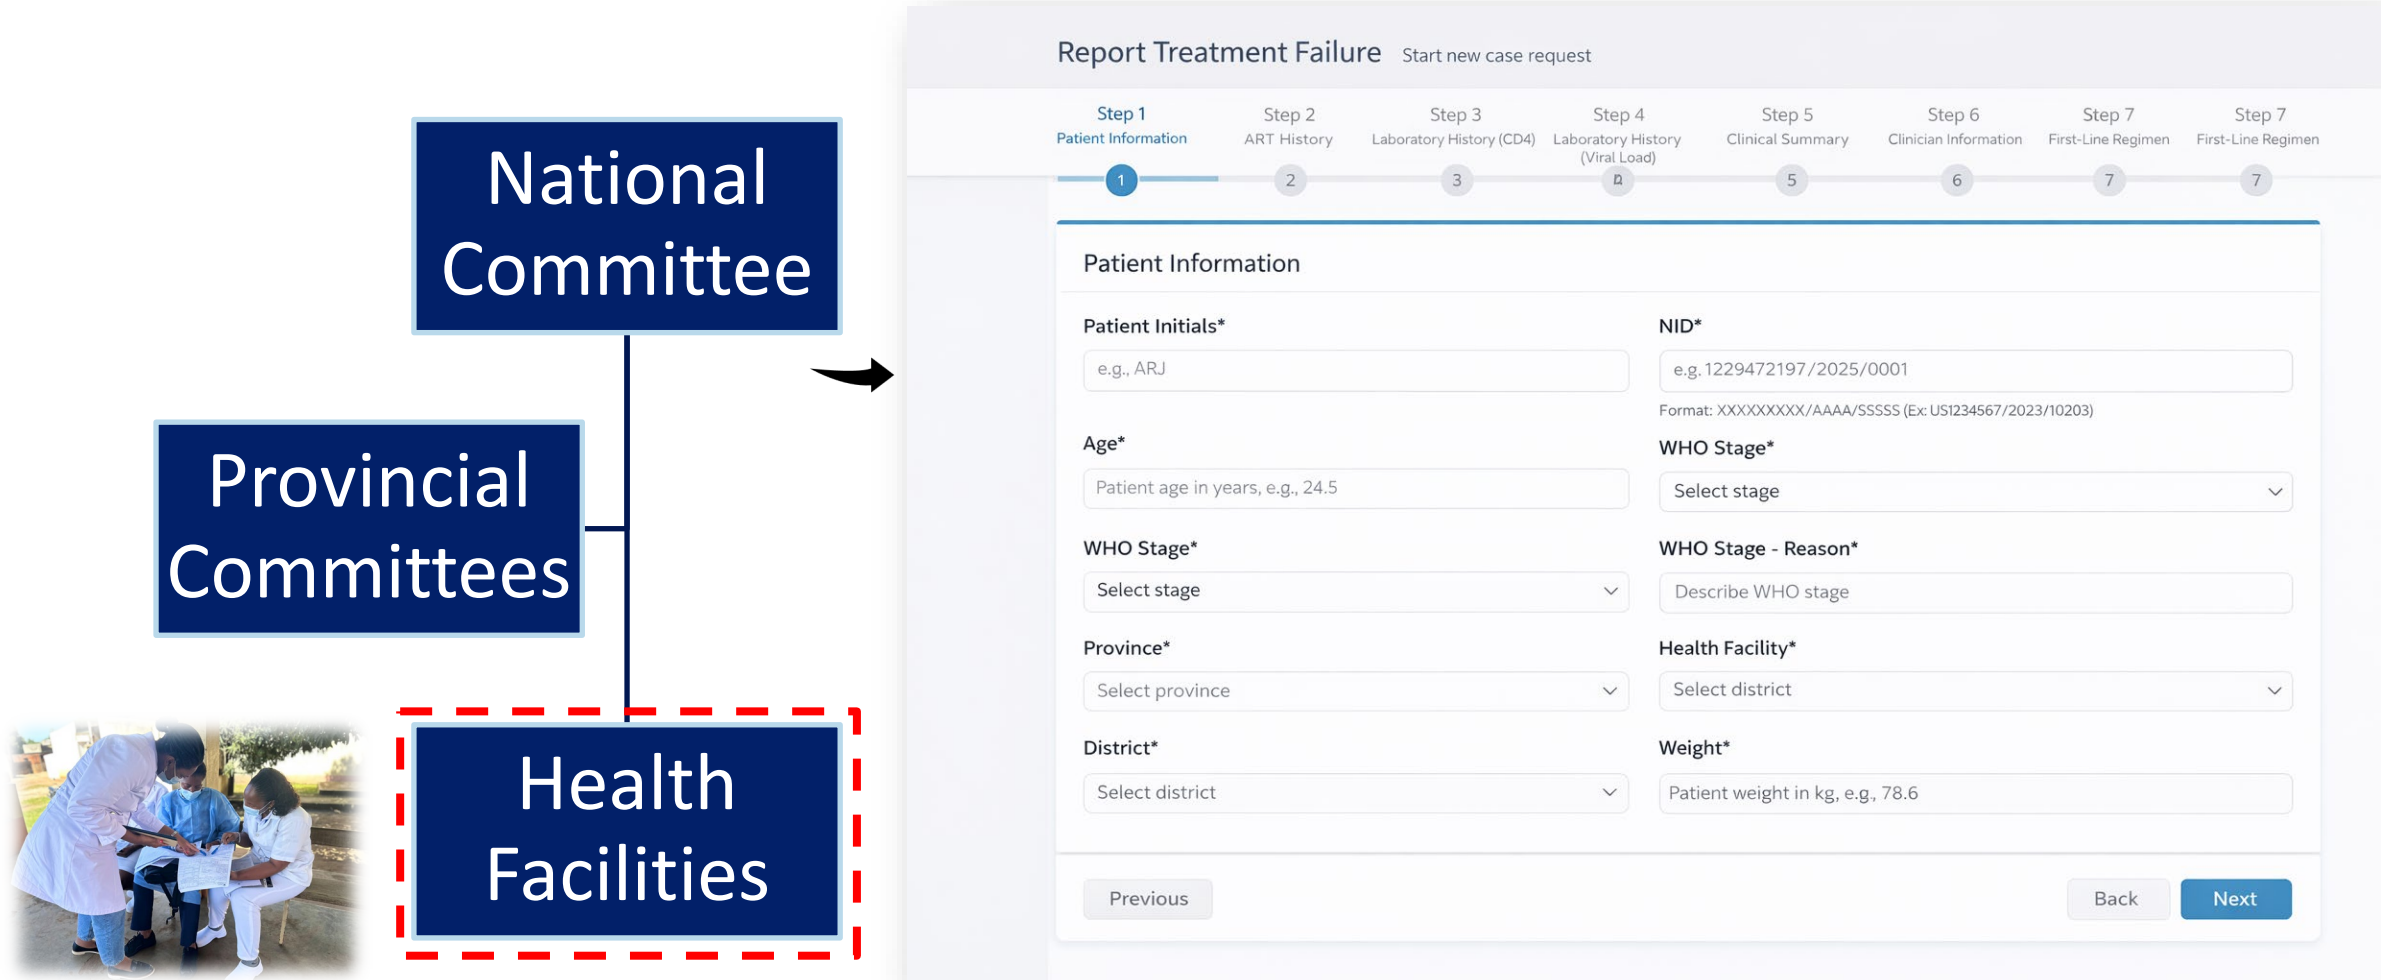 National
Committee
Provincial
Committees
Health
Facilities
Report Treatment Failure Start new case request
Step 1
Patient Information
1
Step 2
ART History
2
Step 3
Laboratory History (CD4)
3
Step 4
Laboratory History
(Viral Load)
Step 5
Clinical Summary
5
Step 6
Clinician Information
6
Step 7
First-Line Regimen
7
Step 7
First-Line Regimen
7
Patient Information
Patient Initials*
e.g., ARJ
NID*
e.g. 1229472197/2025/0001
Format: XXXXXXXXX/AAAA/SSSSS (Ex: US1234567/2023/10203)
Age*
Patient age in years, e.g., 24.5
WHO Stage*
Select stage
WHO Stage*
Select stage
WHO Stage - Reason*
Describe WHO stage
Province*
Select province
Health Facility*
Select district
District*
Select district
Weight*
Patient weight in kg, e.g., 78.6
Previous
Back
Next